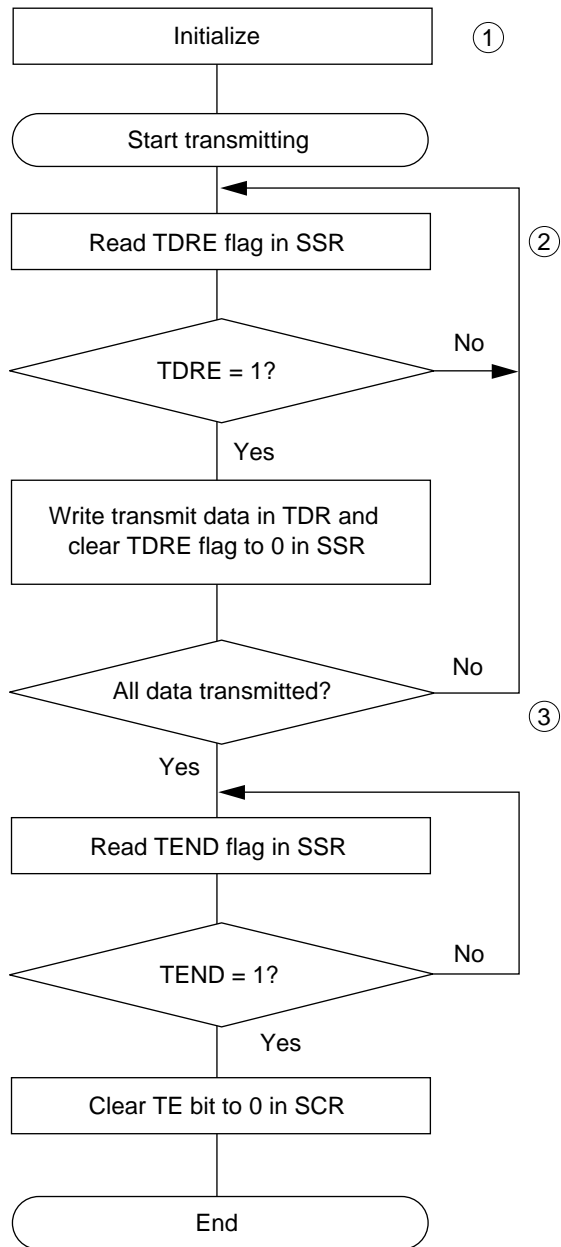 Initialize
1
Start transmitting
Read TDRE flag in SSR
2
TDRE = 1?
No
Yes
Write transmit data in TDR and
clear TDRE flag to 0 in SSR
All data transmitted?
No
3
Yes
Read TEND flag in SSR
TEND = 1?
No
Yes
Clear TE bit to 0 in SCR
End